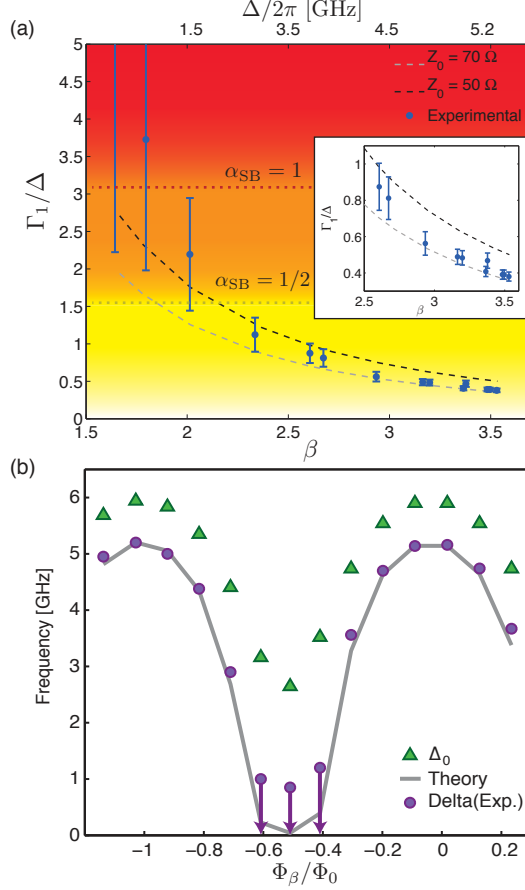 (a)
Δ/2π [GHz]
1.5 3 4.5 5.2
5
4.5
4
3.5
3
2.5
2
1.5
1
0.5
0
Γ₁/Δ
Z₀ = 70 Ω
Z₀ = 50 Ω
Experimental
α_SB = 1
α_SB = 1/2
1
0.8
0.6
0.4
Γ₁/Δ
2.5 3 3.5
β
1.5 2 2.5 3 3.5
β
(b)
6
5
4
3
2
1
0
Frequency [GHz]
Δ₀
Theory
Delta(Exp.)
−1 −0.8 −0.6 −0.4 −0.2 0 0.2
Φ_β/Φ₀